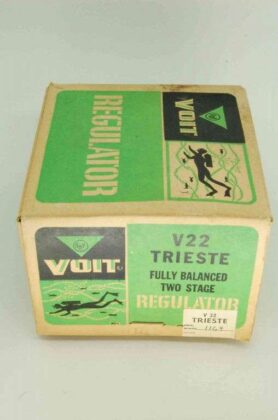 REGULATOR
VOIT
VOIT
V22
TRIESTE
FULLY BALANCED
TWO STAGE
REGULATOR
V 22
TRIESTE